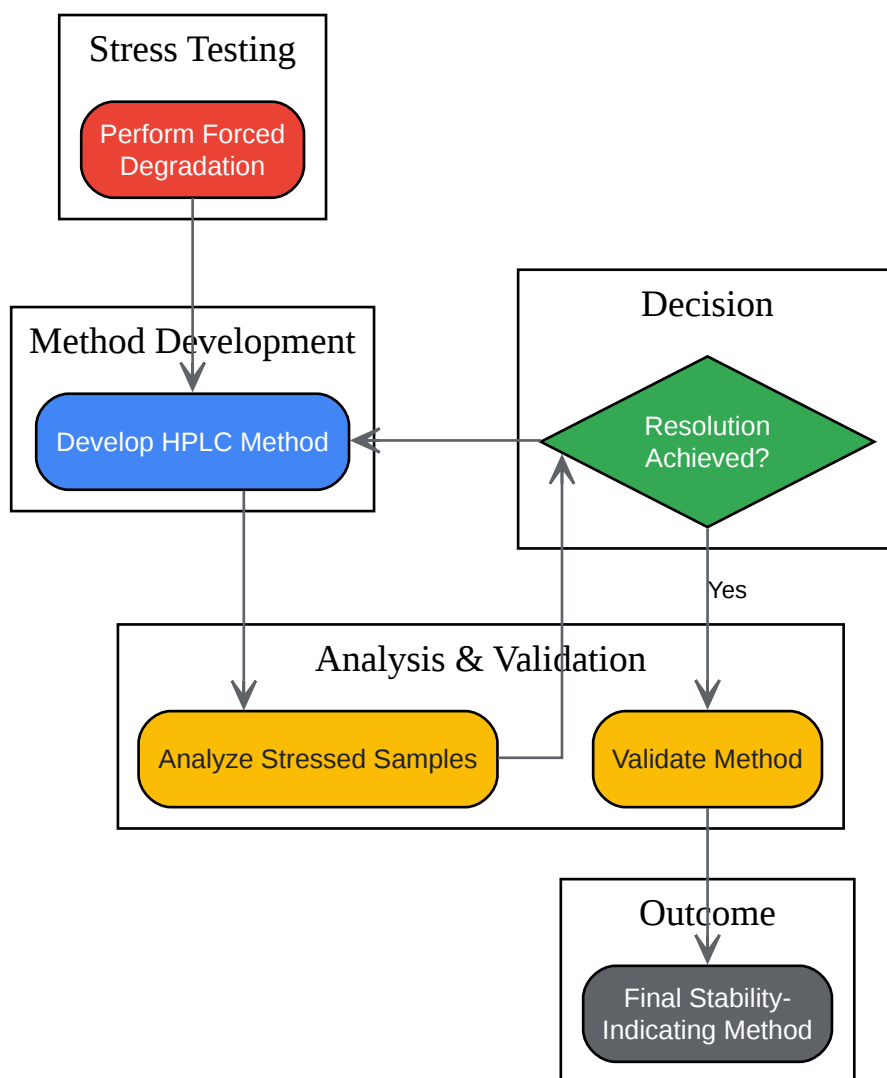 Stress Testing
Perform Forced
Degradation
Decision
Method Development
Resolution
Achieved?
Develop HPLC Method
Yes
Analysis & Validation
Analyze Stressed Samples
Validate Method
Outcome
Final Stability-
Indicating Method